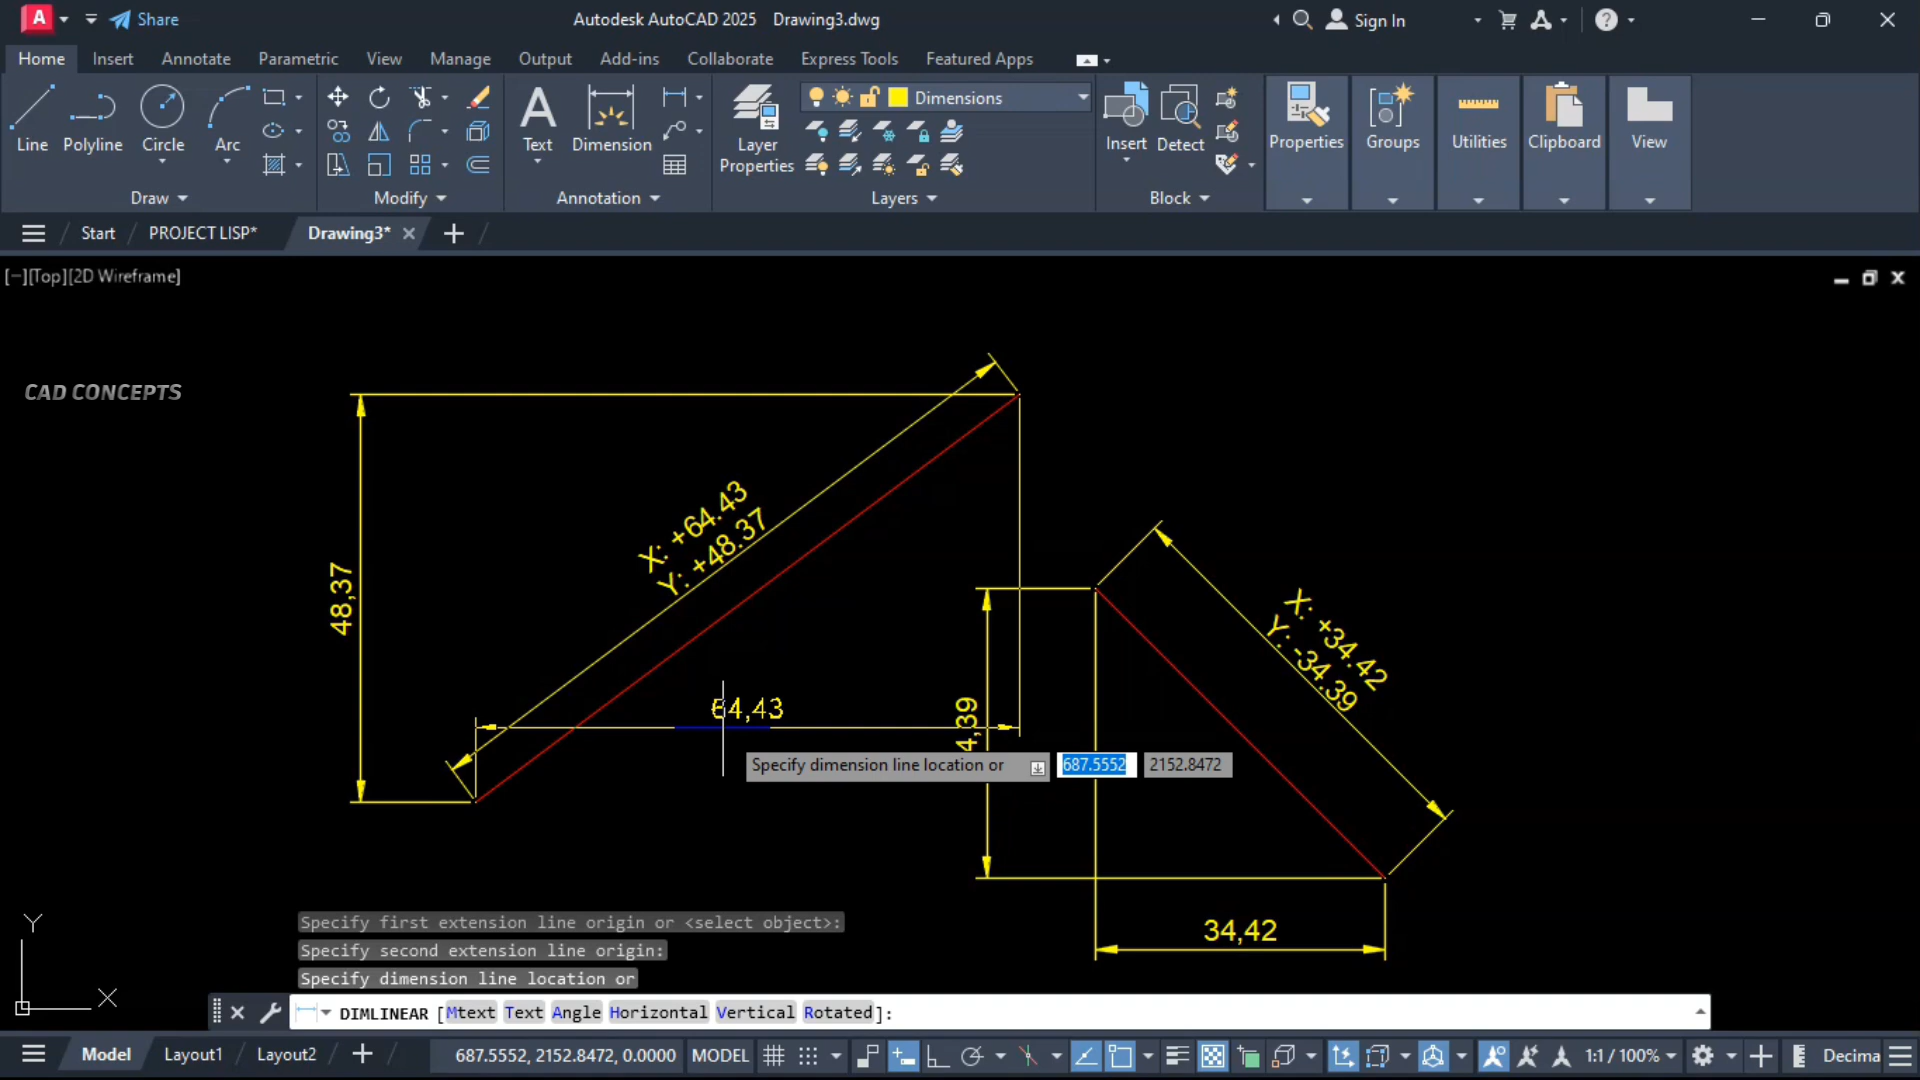 Share
Autodesk AutoCAD 2025 Drawing3.dwg
Sign In
Home Insert Annotate Parametric View Manage Output Add-ins Collaborate Express Tools Featured Apps
Line Polyline Circle Arc
Text Dimension
Layer Properties
Dimensions
Insert Detect
Properties Groups Utilities Clipboard View
Draw Modify Annotation Layers Block
Start PROJECT LISP* Drawing3*
[−][Top][2D Wireframe]
CAD CONCEPTS
X: +64.43
Y: +48.37
48,37
X: +34.42
Y: -34.39
64,43
4,39
Specify dimension line location or 687.5552 2152.8472
34,42
Y
X
Specify first extension line origin or <select object>:
Specify second extension line origin:
Specify dimension line location or
DIMLINEAR [Mtext Text Angle Horizontal Vertical Rotated]:
Model Layout1 Layout2
687.5552, 2152.8472, 0.0000 MODEL
1:1 / 100%
Decima